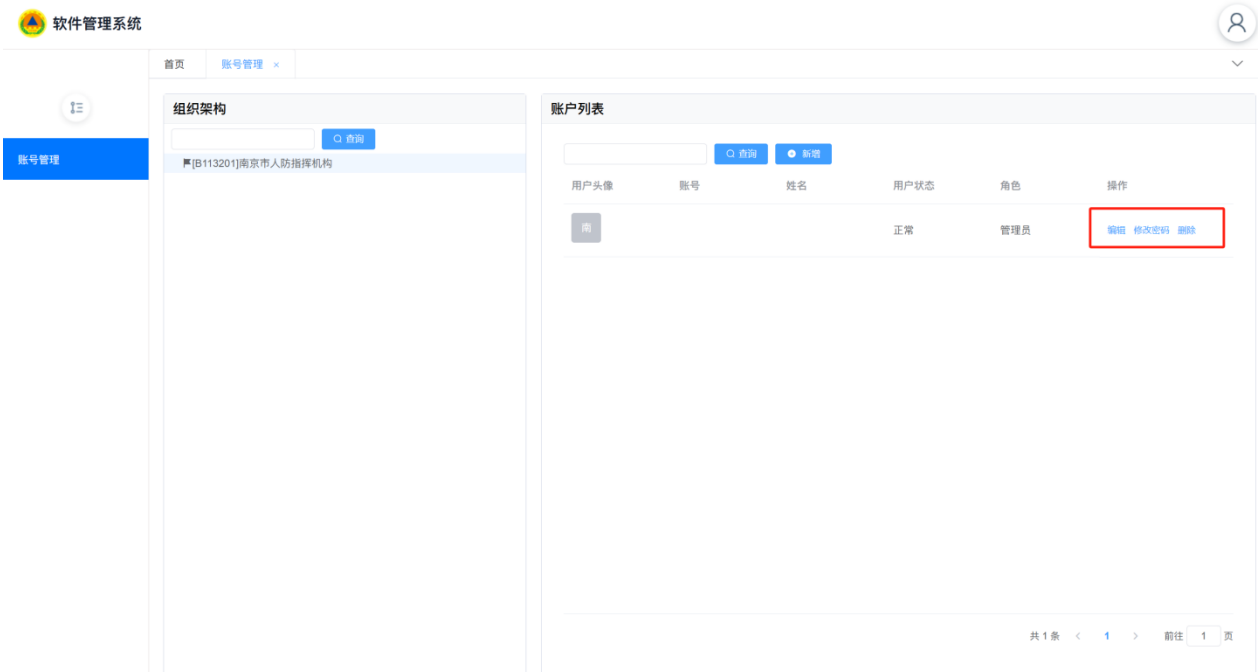 软件管理系统
首页 账号管理 ×
账号管理
组织架构
查询
[B113201]南京市人防指挥机构
账户列表
查询 新增
用户头像 账号 姓名 用户状态 角色 操作
南 正常 管理员 编辑 修改密码 删除
共 1 条 < 1 > 前往 1 页